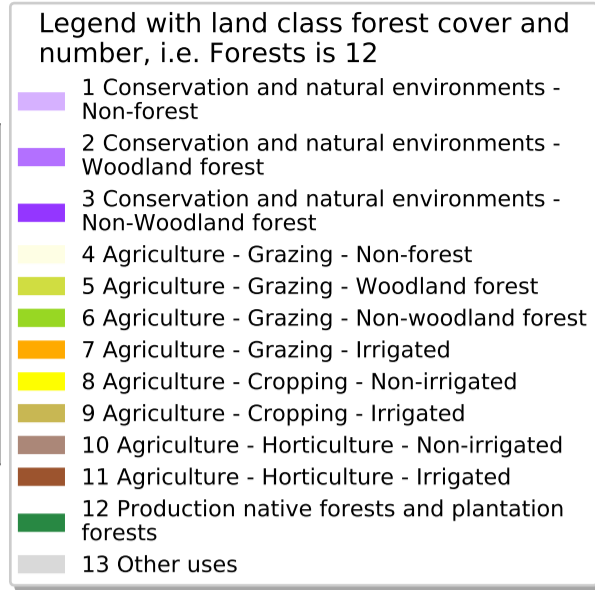 Legend with land class forest cover and
number, i.e. Forests is 12
1 Conservation and natural environments -
Non-forest
2 Conservation and natural environments -
Woodland forest
3 Conservation and natural environments -
Non-Woodland forest
4 Agriculture - Grazing - Non-forest
5 Agriculture - Grazing - Woodland forest
6 Agriculture - Grazing - Non-woodland forest
7 Agriculture - Grazing - Irrigated
8 Agriculture - Cropping - Non-irrigated
9 Agriculture - Cropping - Irrigated
10 Agriculture - Horticulture - Non-irrigated
11 Agriculture - Horticulture - Irrigated
12 Production native forests and plantation
forests
13 Other uses